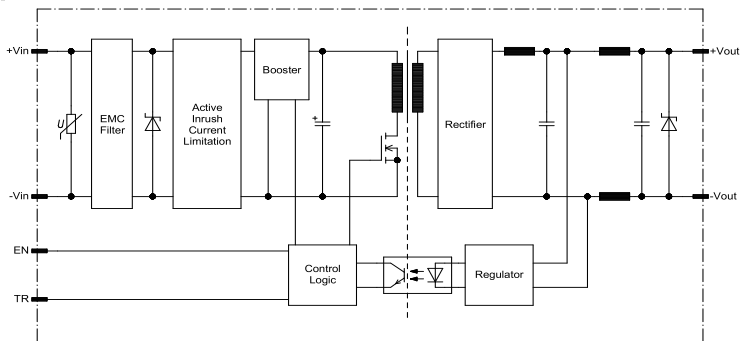 +Vin
-Vin
EN
TR
U
EMC
Filter
Active
Inrush
Current
Limitation
Booster
+
Control
Logic
Rectifier
Regulator
+Vout
-Vout